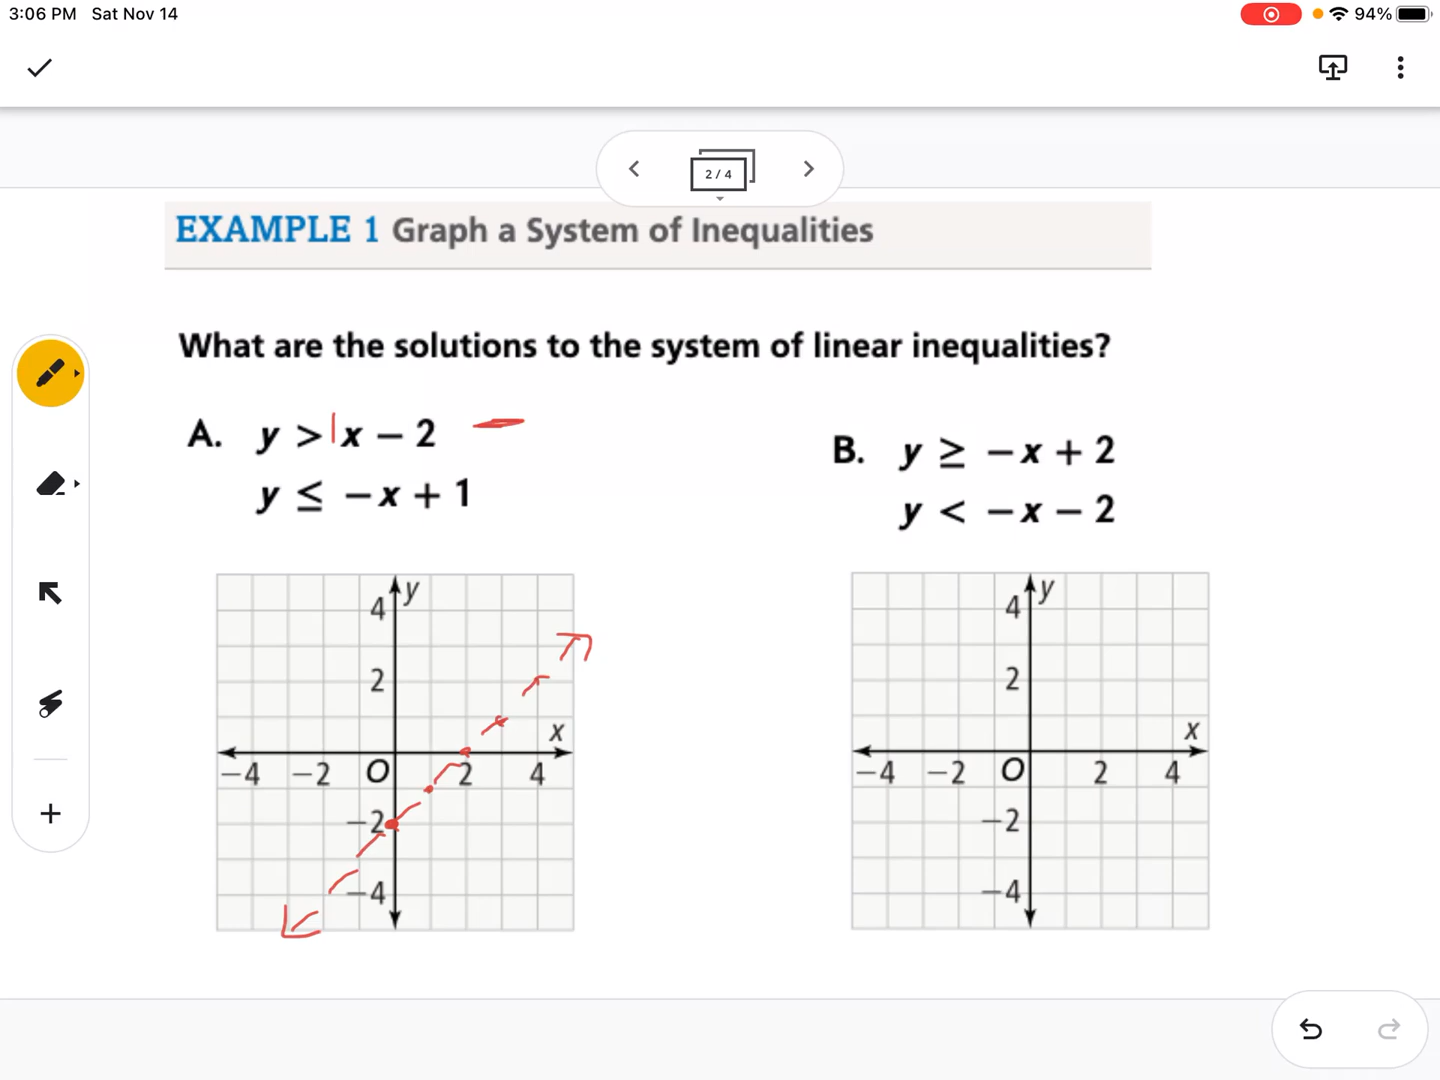 3:06 PM Sat Nov 14 94%
2 / 4
EXAMPLE 1 Graph a System of Inequalities
What are the solutions to the system of linear inequalities?
A. y > 1x − 2
y ≤ −x + 1
B. y ≥ −x + 2
y < −x − 2
4 y
2
x
−4 −2 O 2 4
−2
−4
4 y
2
x
−4 −2 O 2 4
−2
−4